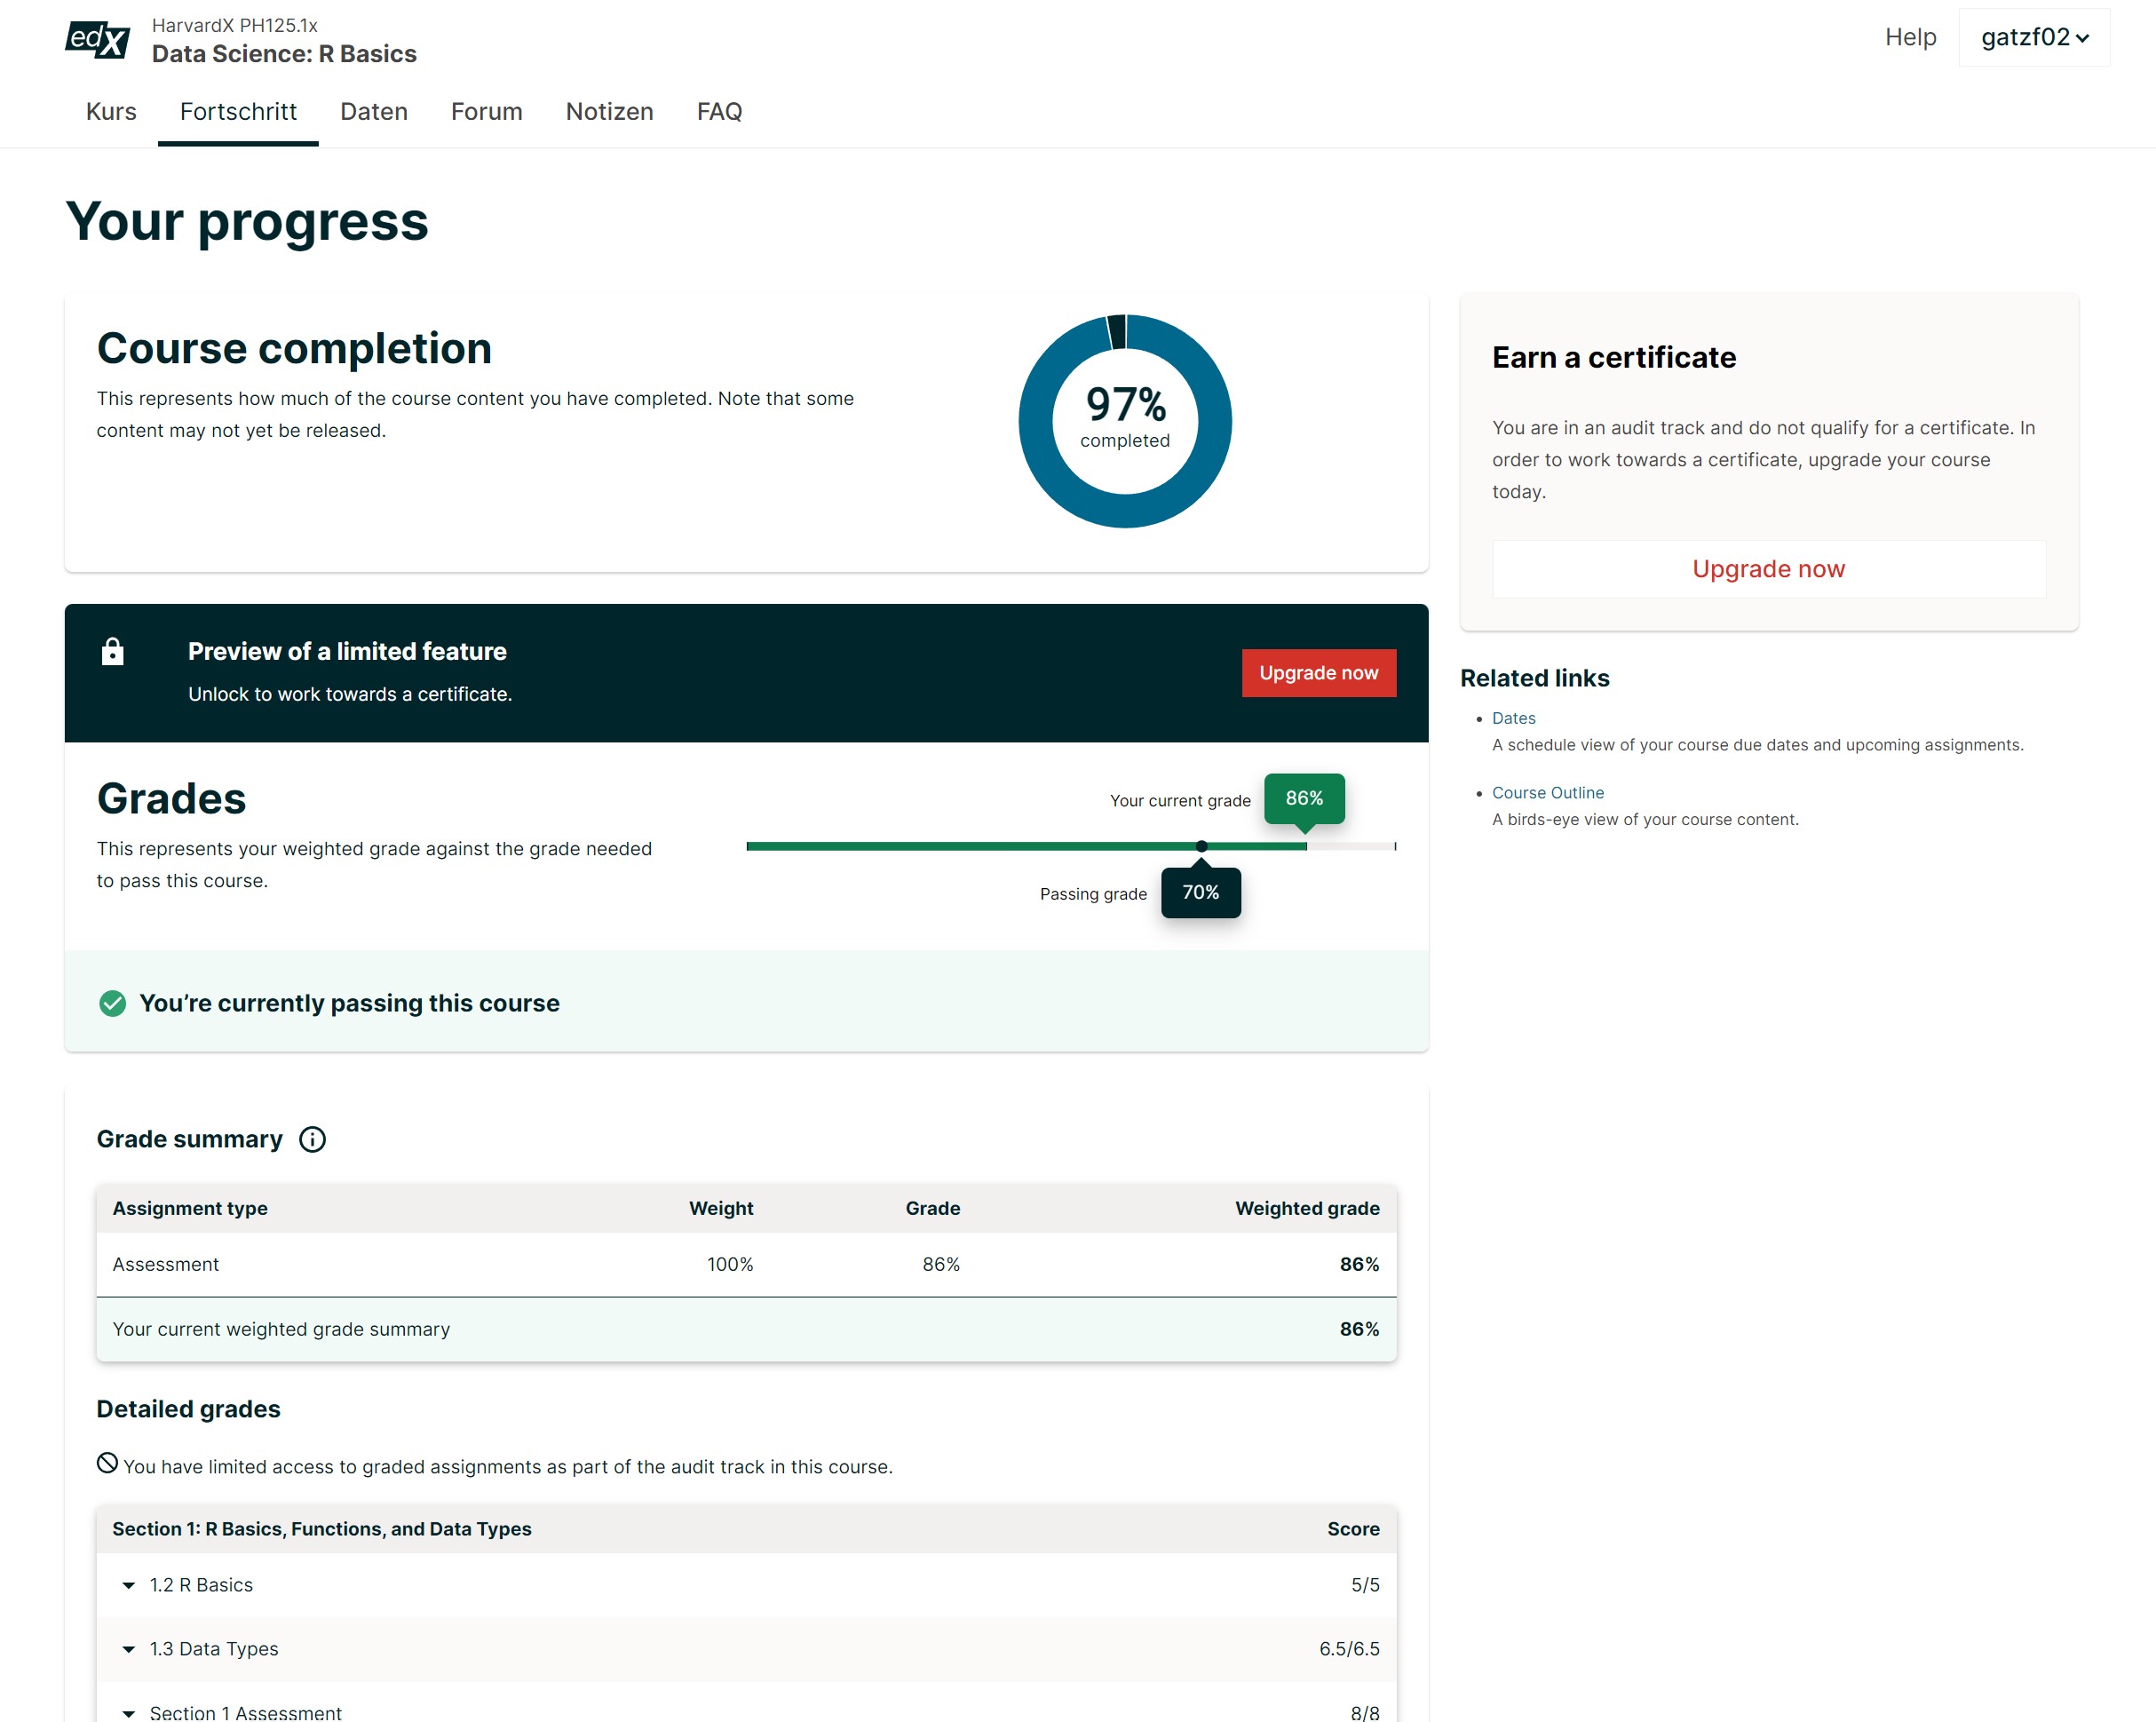 edX
HarvardX PH125.1x
Data Science: R Basics
Help
gatzf02
Kurs
Fortschritt
Daten
Forum
Notizen
FAQ
Your progress
Course completion
This represents how much of the course content you have completed. Note that some
content may not yet be released.
97%
completed
Earn a certificate
You are in an audit track and do not qualify for a certificate. In
order to work towards a certificate, upgrade your course
today.
Upgrade now
Preview of a limited feature
Unlock to work towards a certificate.
Upgrade now
Related links
Dates
A schedule view of your course due dates and upcoming assignments.
Course Outline
A birds-eye view of your course content.
Grades
This represents your weighted grade against the grade needed
to pass this course.
Your current grade
86%
Passing grade
70%
You’re currently passing this course
Grade summary
Assignment type Weight Grade Weighted grade
Assessment 100% 86% 86%
Your current weighted grade summary 86%
Detailed grades
You have limited access to graded assignments as part of the audit track in this course.
Section 1: R Basics, Functions, and Data Types Score
1.2 R Basics 5/5
1.3 Data Types 6.5/6.5
Section 1 Assessment 8/8